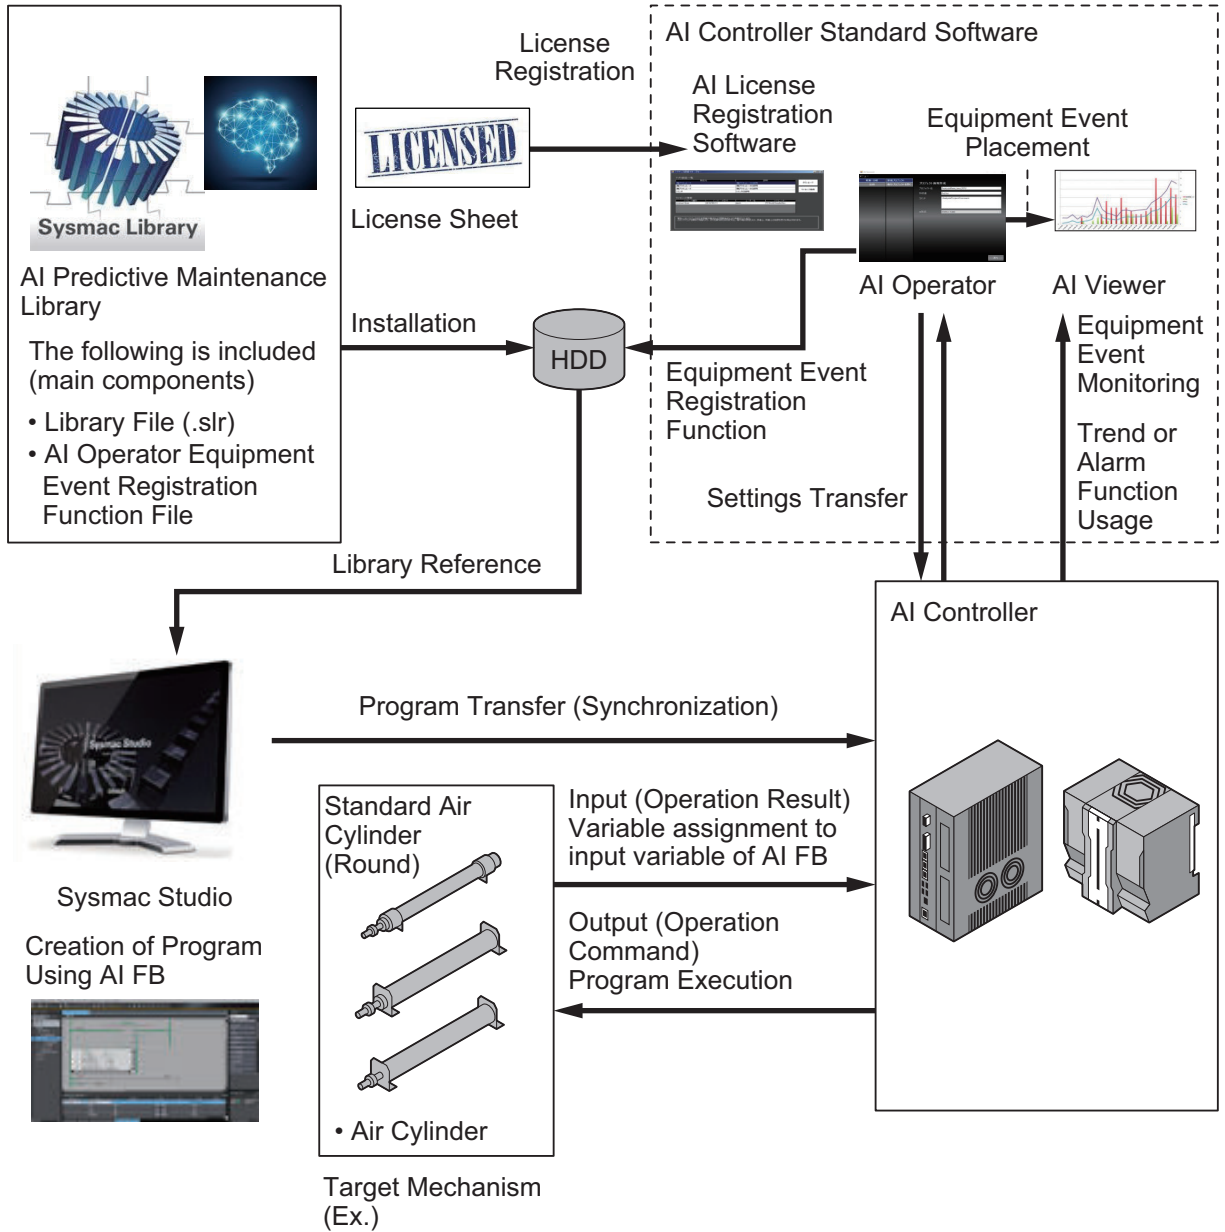 License
Registration
AI Controller Standard Software
AI License
Registration
Software
Equipment Event
Placement
LICENSED
License Sheet
Sysmac Library
AI Predictive Maintenance
Library
The following is included
(main components)
• Library File (.slr)
• AI Operator Equipment
Event Registration
Function File
Installation
HDD
AI Operator
AI Viewer
Equipment
Event
Monitoring
Equipment Event
Registration
Function
Trend or
Alarm
Function
Usage
Settings Transfer
Library Reference
AI Controller
Sysmac Studio
Program Transfer (Synchronization)
Standard Air
Cylinder
(Round)
Input (Operation Result)
Variable assignment to
input variable of AI FB
Sysmac Studio
Creation of Program
Using AI FB
Output (Operation
Command)
Program Execution
• Air Cylinder
Target Mechanism
(Ex.)